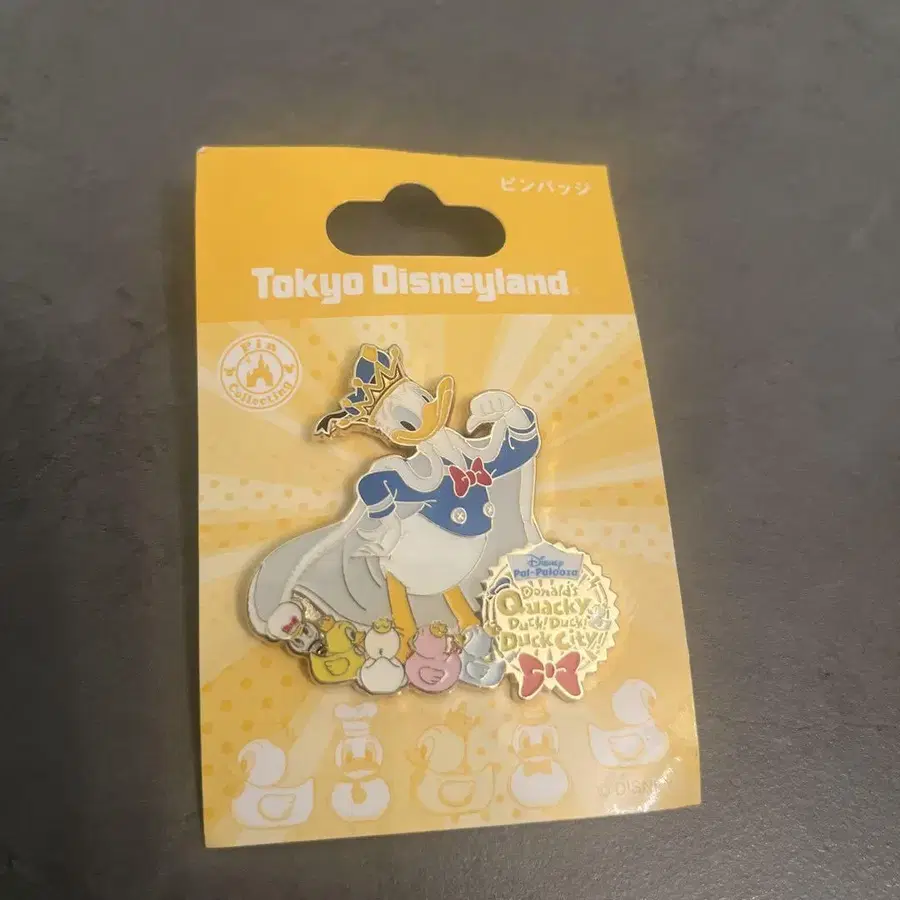 ピンバッジ
Tokyo Disneyland
Pin
Collecting
Disney
Pal-Palooza
Donald's
Quacky
Duck! Duck!
Duck City!!
© DISNEY